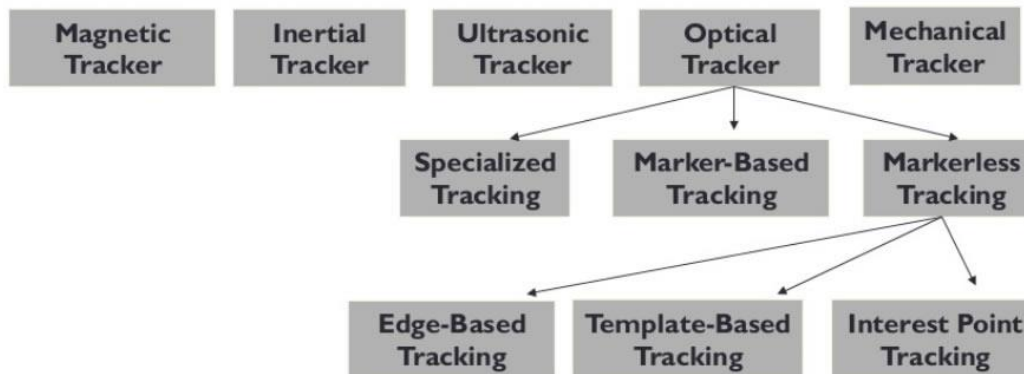 Magnetic
Tracker
Inertial
Tracker
Ultrasonic
Tracker
Optical
Tracker
Mechanical
Tracker
Specialized
Tracking
Marker-Based
Tracking
Markerless
Tracking
Edge-Based
Tracking
Template-Based
Tracking
Interest Point
Tracking